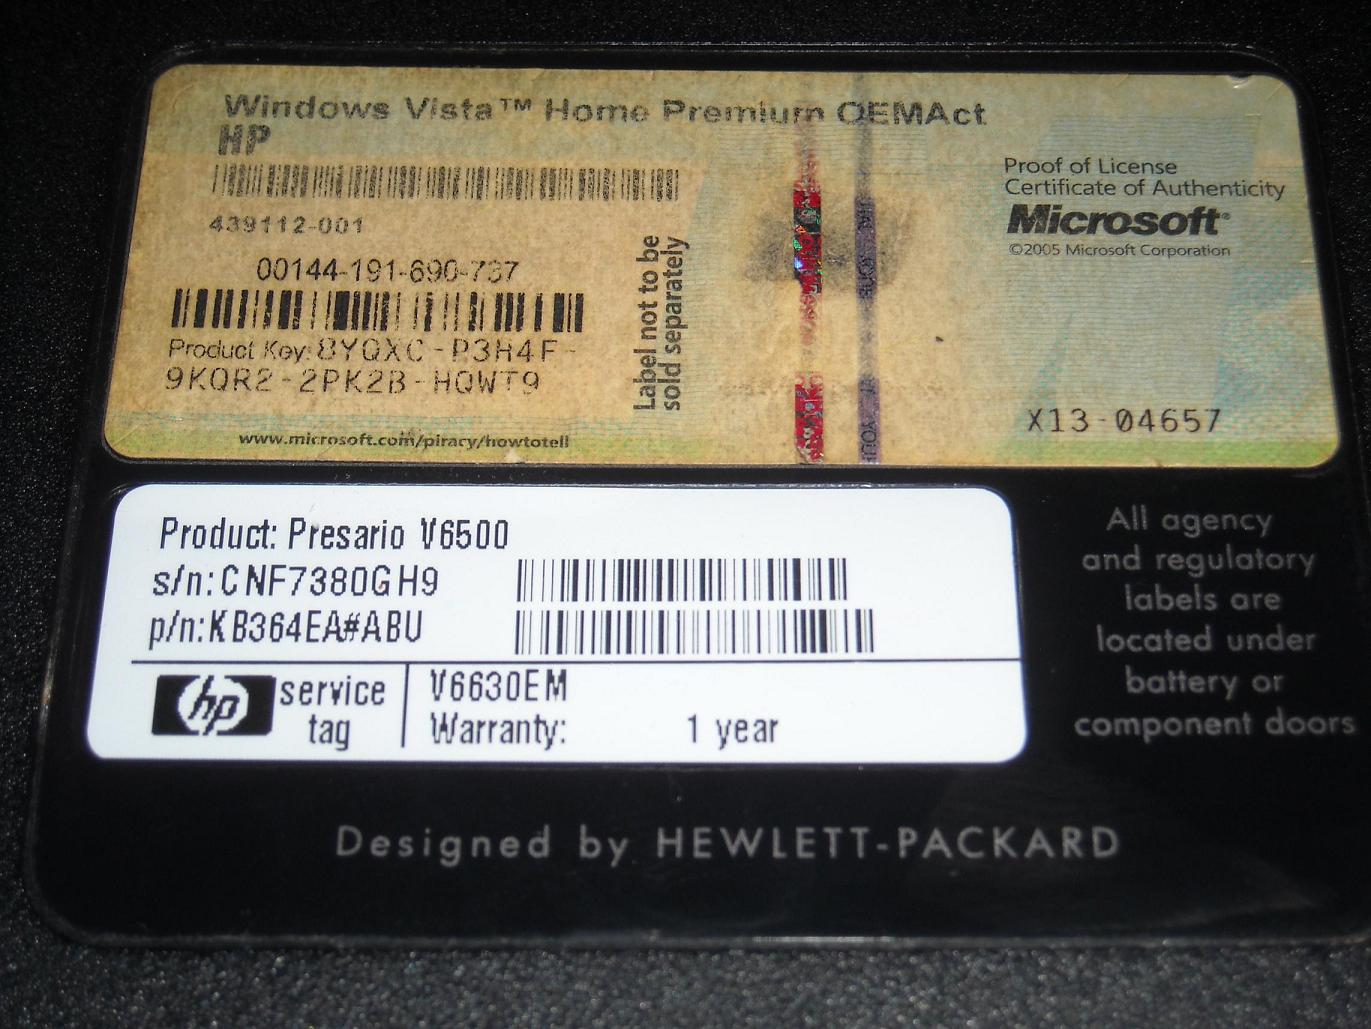 Windows Vista™ Home Premium OEMAct
HP
439112-001
00144-191-690-737
Product Key: 8YGXC-P3H4F-
9KQR2-2PK2B-HQWT9
www.microsoft.com/piracy/howtotell
Label not to be
sold separately
Proof of License
Certificate of Authenticity
Microsoft®
©2005 Microsoft Corporation
X13-04657
Product: Presario V6500
s/n:CNF7380GH9
p/n:KB364EA#ABU
hp
service
tag
V6630EM
Warranty: 1 year
All agency
and regulatory
labels are
located under
battery or
component doors
Designed by HEWLETT-PACKARD